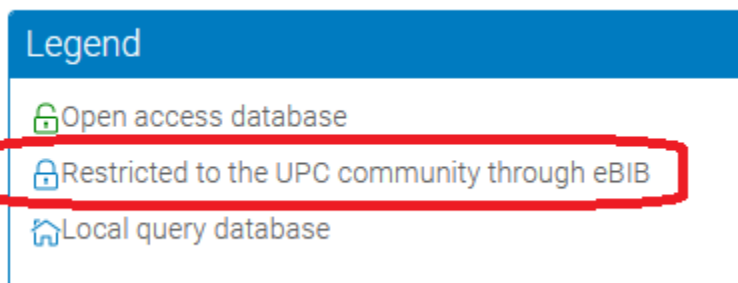 Legend
Open access database
Restricted to the UPC community through eBIB
Local query database